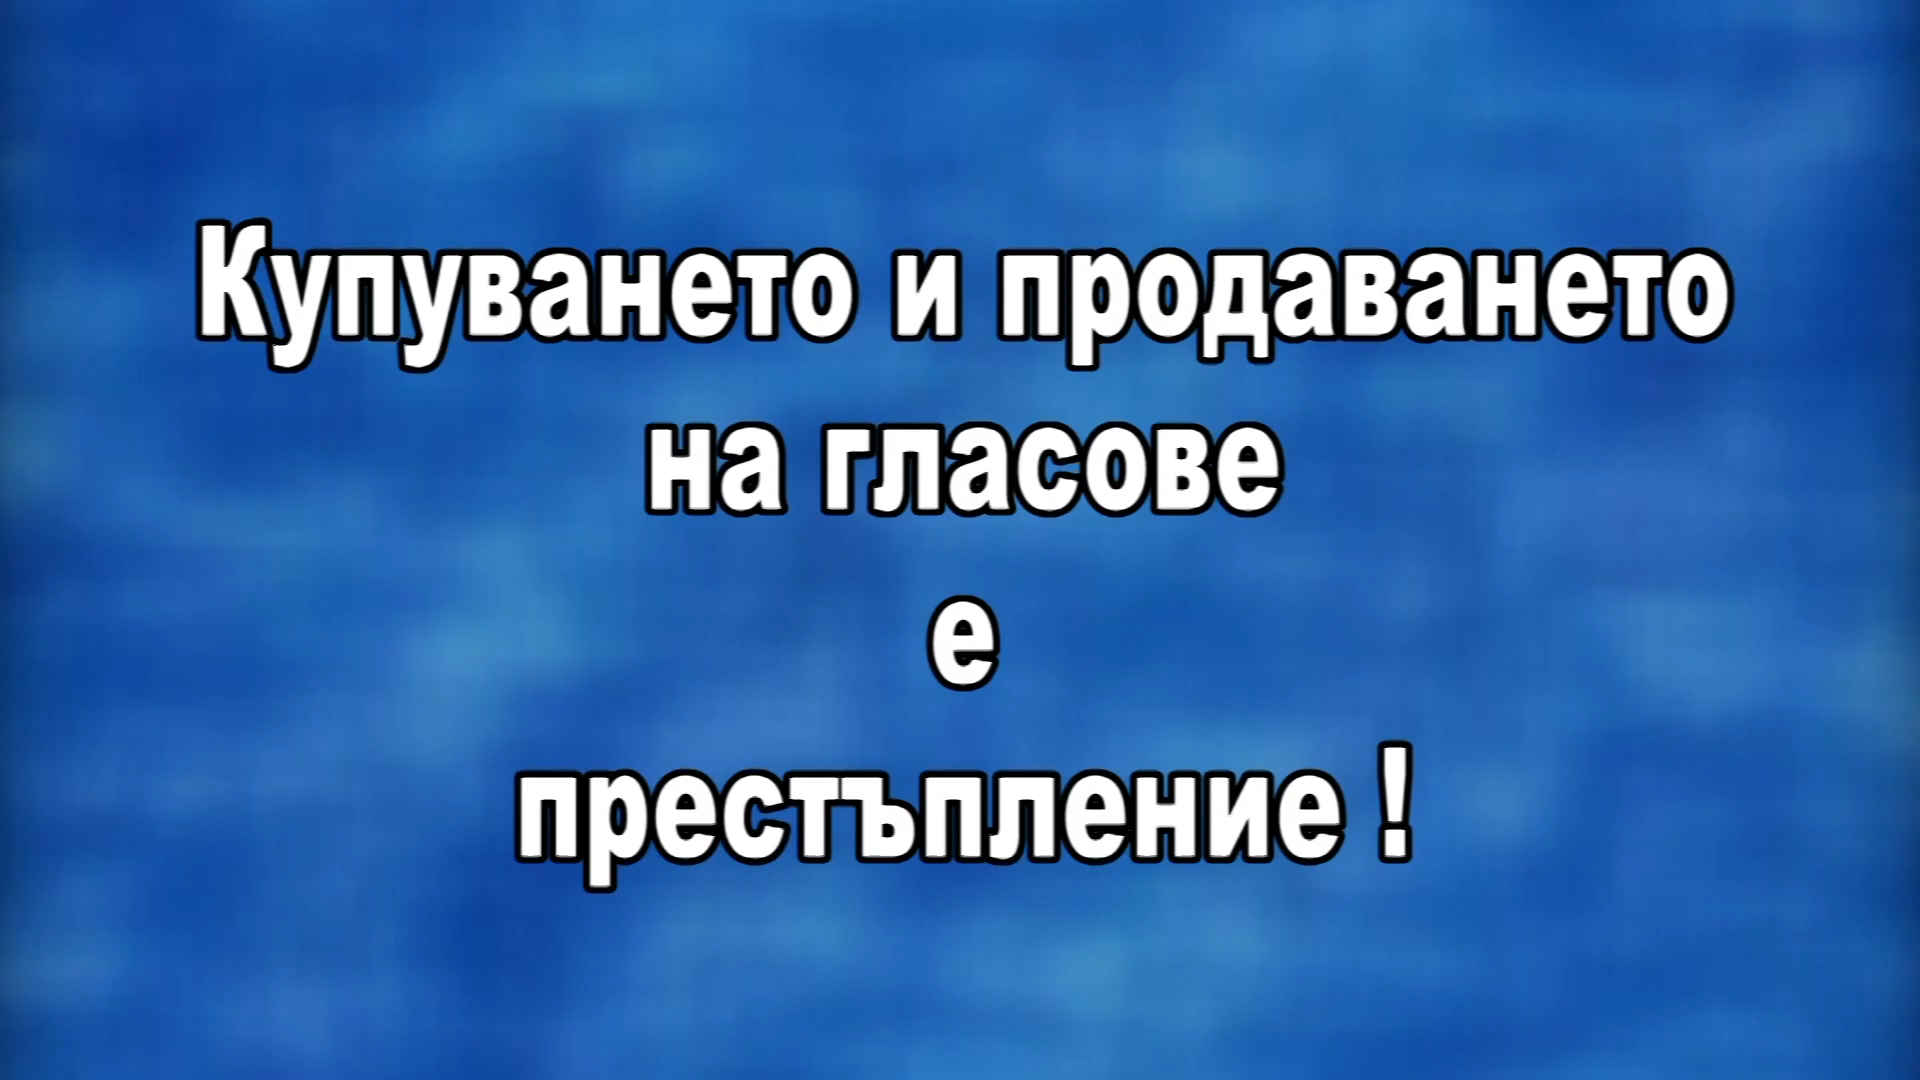 Купуването и продаването
на гласове
е
престъпление !